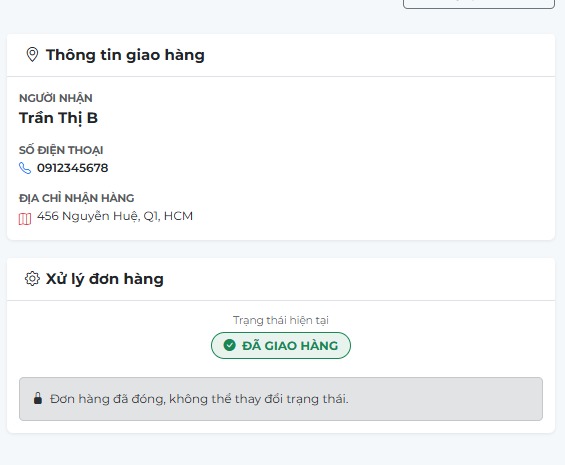 Thông tin giao hàng
NGƯỜI NHẬN
Trần Thị B
SỐ ĐIỆN THOẠI
0912345678
ĐỊA CHỈ NHẬN HÀNG
456 Nguyễn Huệ, Q1, HCM
Xử lý đơn hàng
Trạng thái hiện tại
ĐÃ GIAO HÀNG
Đơn hàng đã đóng, không thể thay đổi trạng thái.